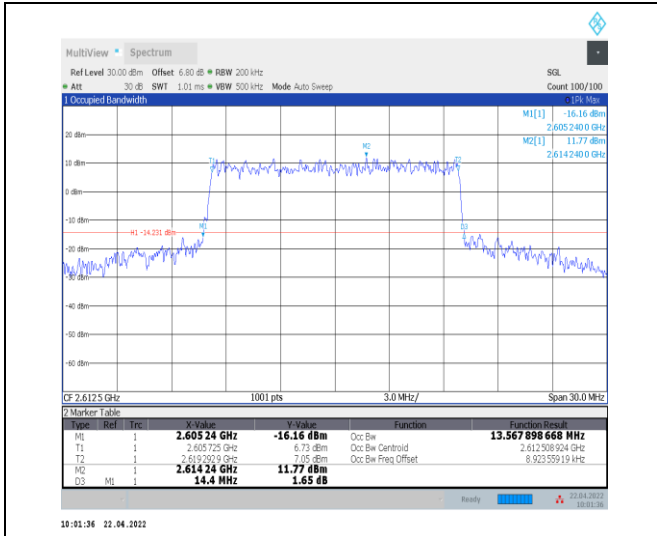 MultiView Spectrum
Ref Level 30.00 dBm Offset 6.80 dB RBW 200 kHz SGL
Att 30 dB SWT 1.01 ms VBW 500 kHz Mode Auto Sweep Count 100/100
1 Occupied Bandwidth 1Pk Max
M1[1] -16.16 dBm
2.605 240 0 GHz
M2[1] 11.77 dBm
2.614 240 0 GHz
20 dBm
M2
10 dBm T1 T2
0 dBm
-10 dBm
M1 D3
H1 -14.231 dBm
-20 dBm
-30 dBm
-40 dBm
-50 dBm
-60 dBm
CF 2.612 5 GHz 1001 pts 3.0 MHz/ Span 30.0 MHz
2 Marker Table
Type Ref Trc X-Value Y-Value Function Function Result
M1 1 2.605 24 GHz -16.16 dBm Occ Bw 13.567 898 668 MHz
T1 1 2.605 725 GHz 6.73 dBm Occ Bw Centroid 2.612 508 924 GHz
T2 1 2.619 292 9 GHz 7.05 dBm Occ Bw Freq Offset 8.923 559 19 kHz
M2 1 2.614 24 GHz 11.77 dBm
D3 M1 1 14.4 MHz 1.65 dB
Ready 22.04.2022
10:01:36
10:01:36 22.04.2022